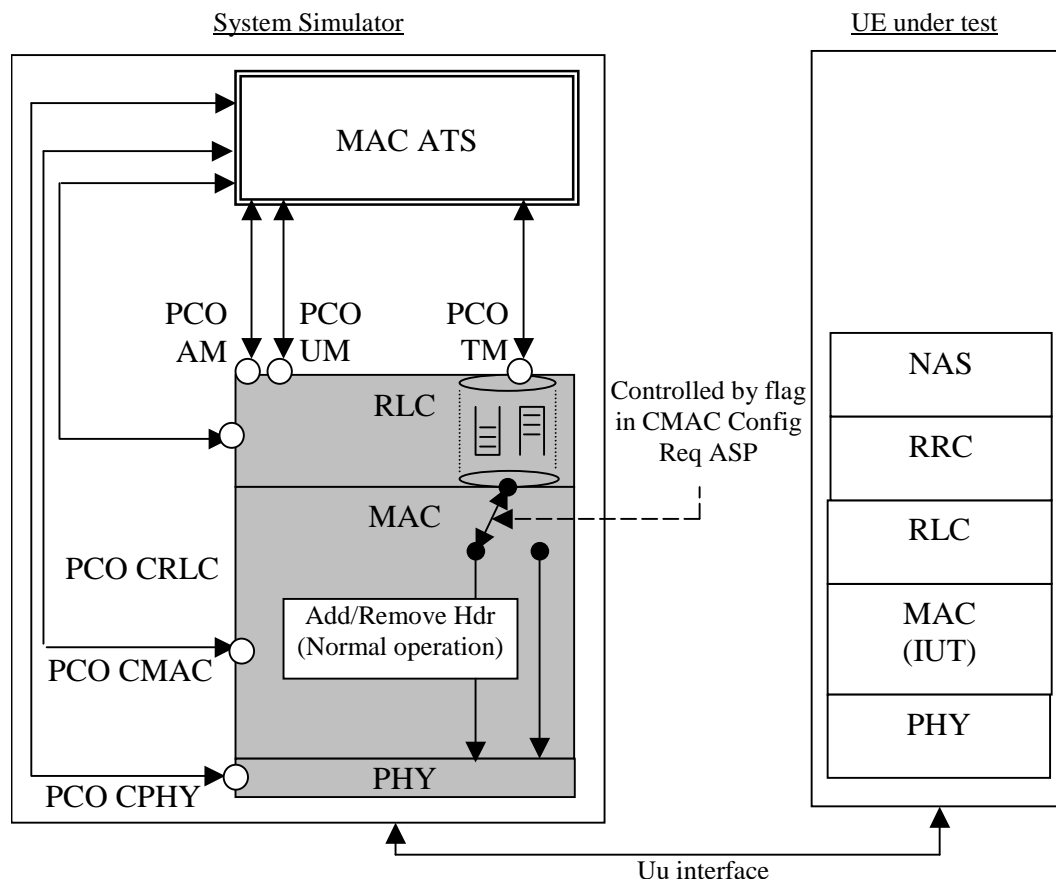 System Simulator
UE under test
MAC ATS
PCO
AM
PCO
UM
PCO
TM
RLC
Controlled by flag
in CMAC Config
Req ASP
MAC
PCO CRLC
Add/Remove Hdr
(Normal operation)
PCO CMAC
PHY
PCO CPHY
NAS
RRC
RLC
MAC
(IUT)
PHY
Uu interface